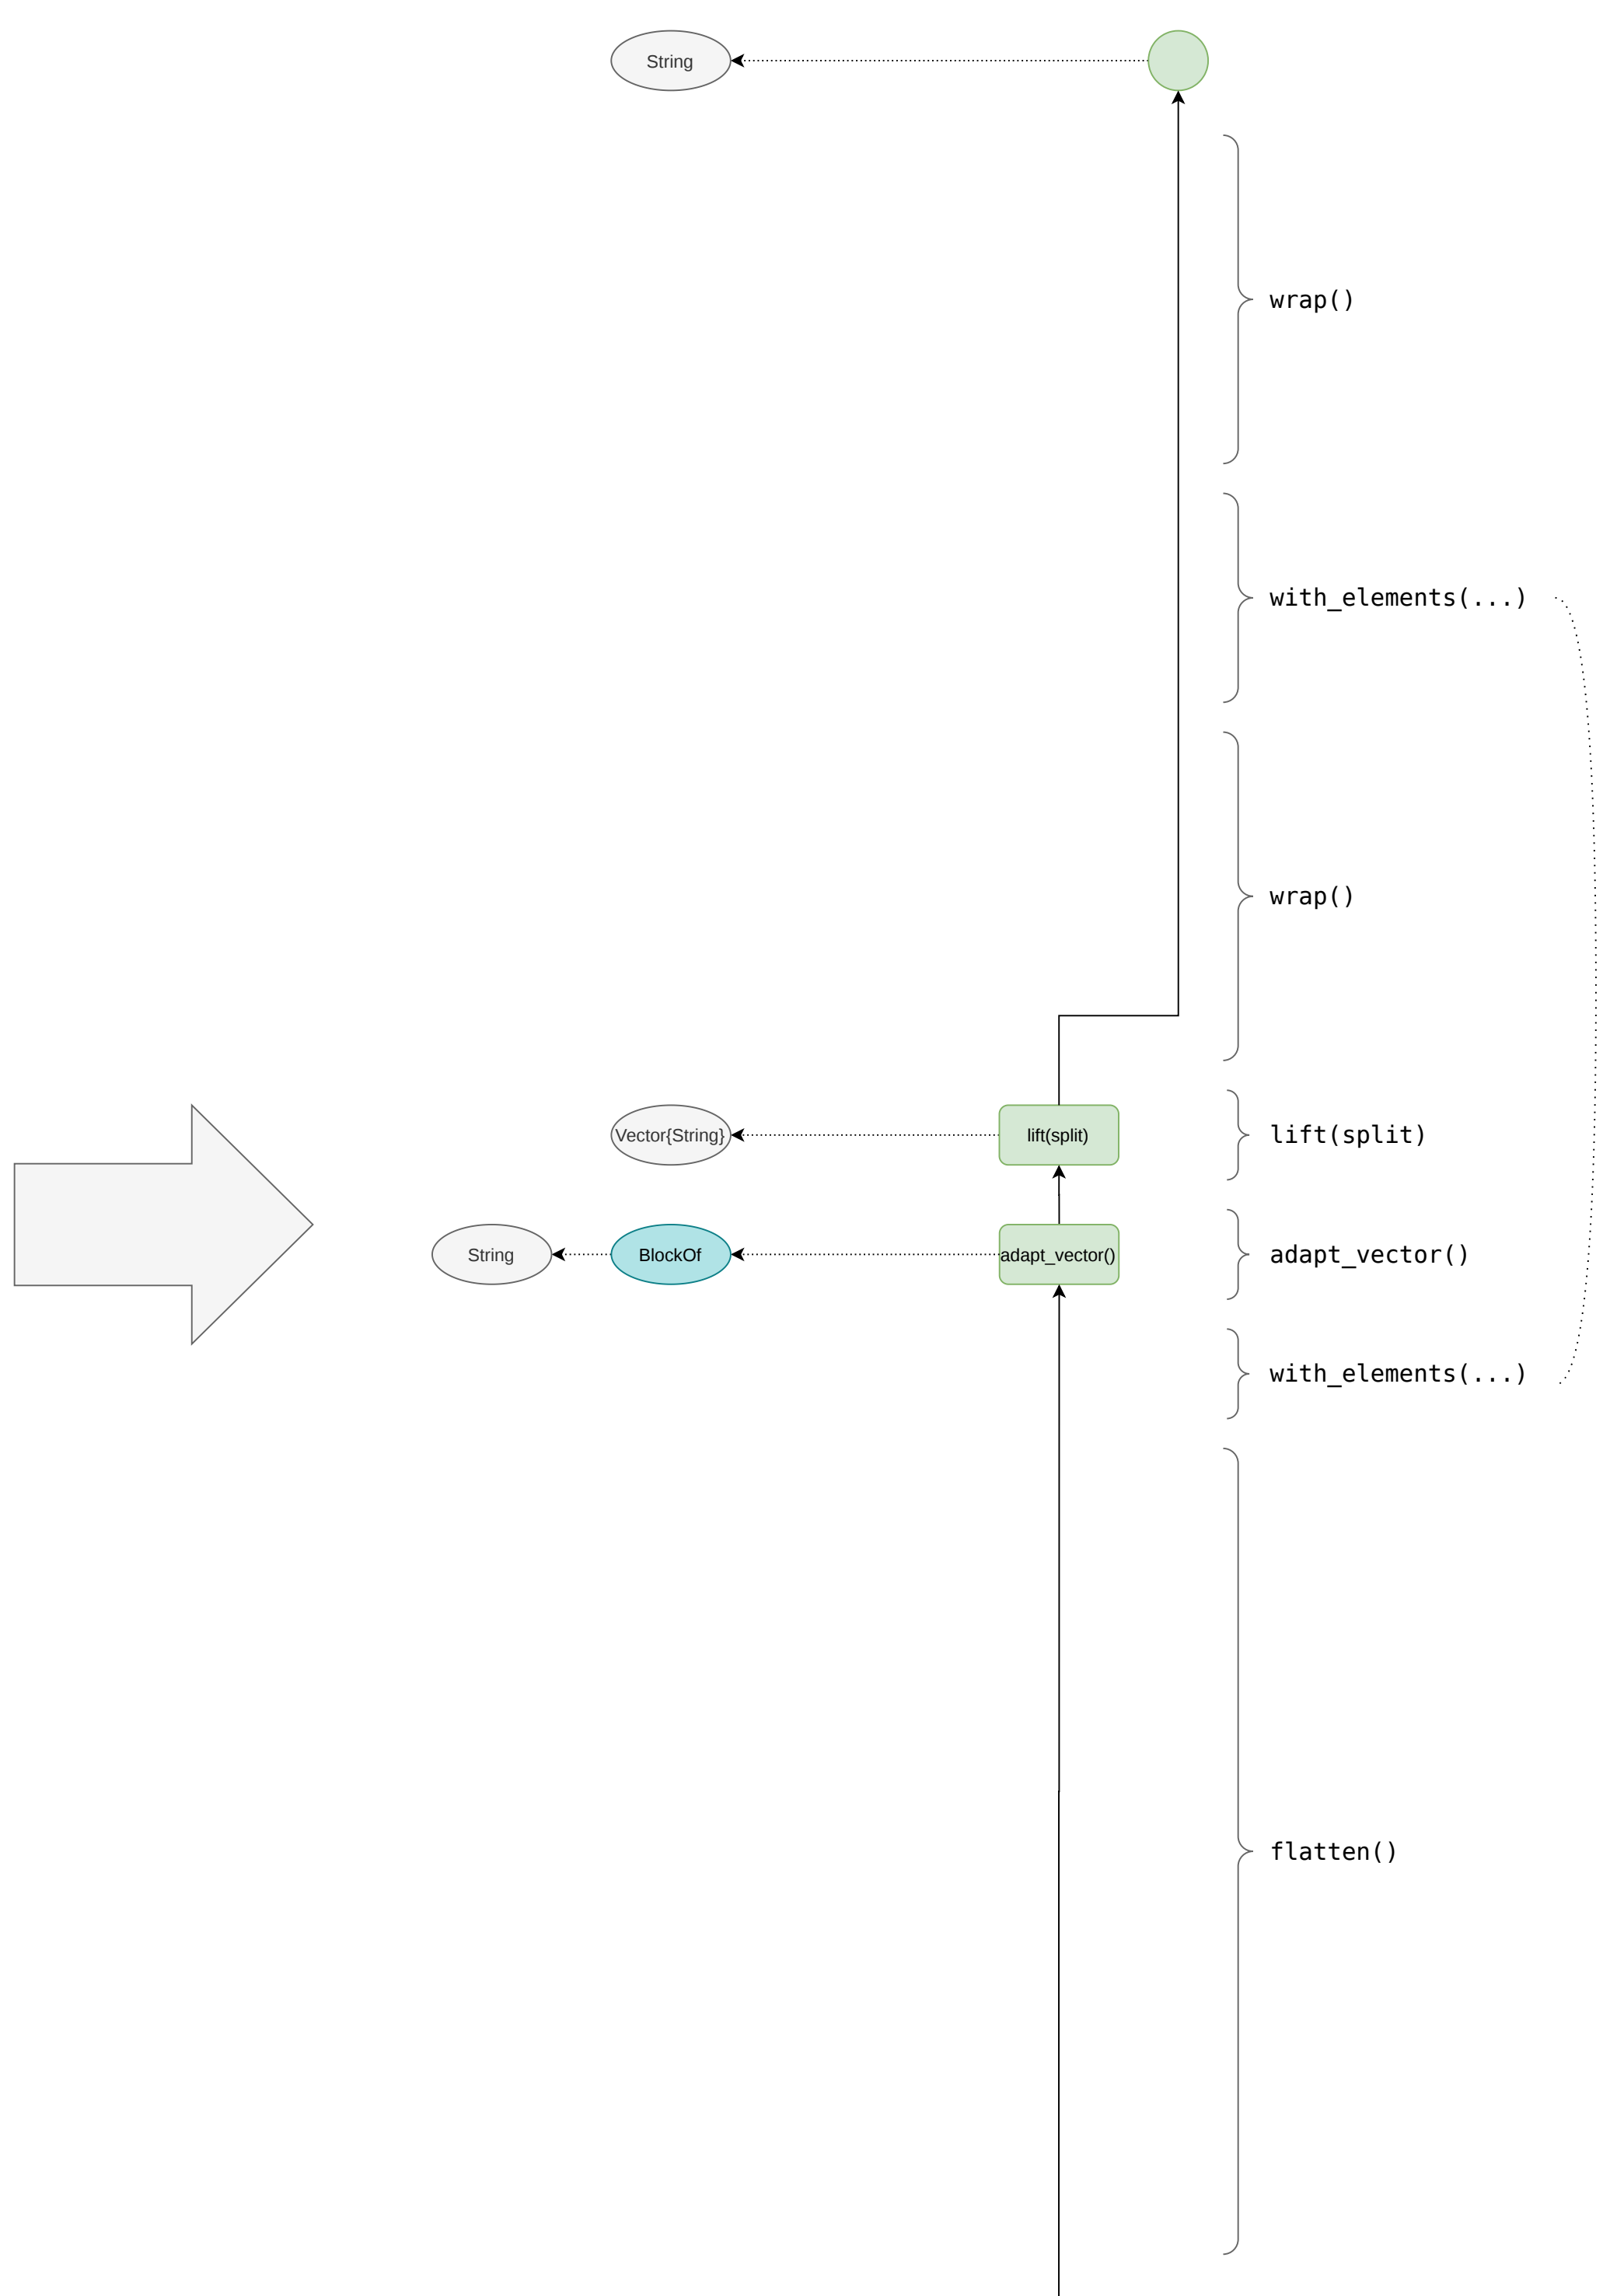 String
wrap()
with_elements(...)
wrap()
Vector{String}
lift(split)
lift(split)
String
BlockOf
adapt_vector()
adapt_vector()
with_elements(...)
flatten()